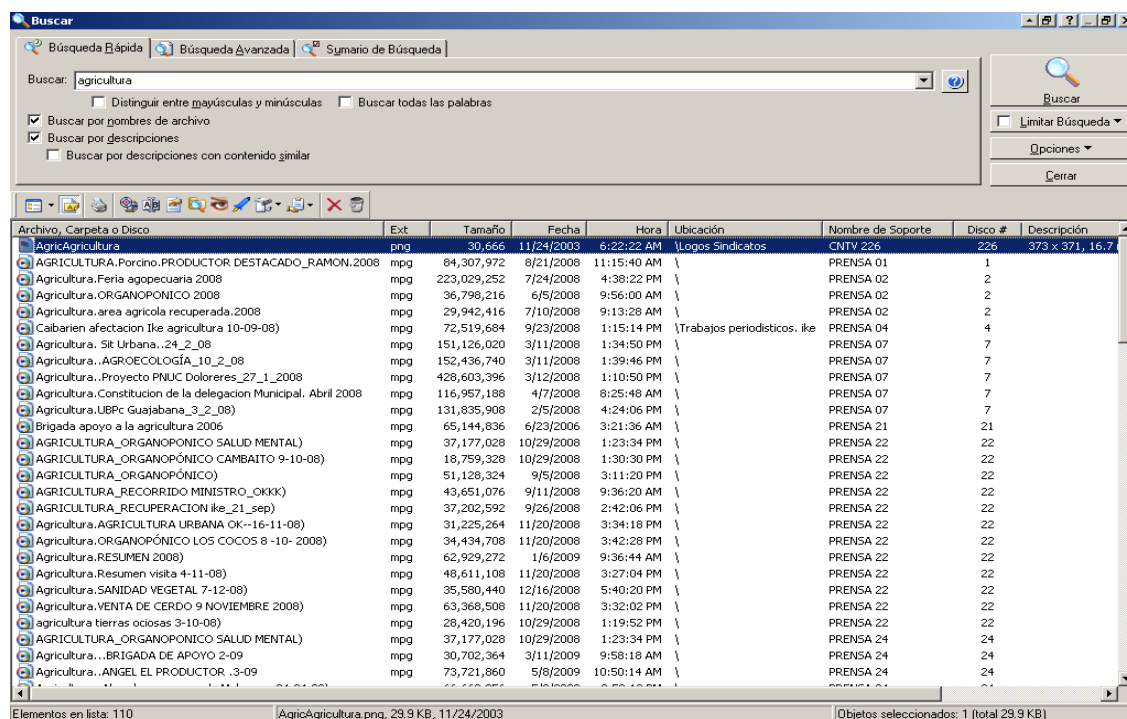 Buscar
Búsqueda Rápida Búsqueda Avanzada Sumario de Búsqueda
Buscar: agricultura
Distinguir entre mayúsculas y minúsculas Buscar todas las palabras
Buscar por nombres de archivo
Buscar por descripciones
Buscar por descripciones con contenido similar
Buscar
Limitar Búsqueda
Opciones
Cerrar
Archivo, Carpeta o Disco Ext Tamaño Fecha Hora Ubicación Nombre de Soporte Disco # Descripción
AgricAgricultura png 30,666 11/24/2003 6:22:22 AM \Logos Sindicatos CNTV 226 226 373 x 371, 16.7
AGRICULTURA.Porcino.PRODUCTOR DESTACADO_RAMON.2008 mpg 84,307,972 8/21/2008 11:15:40 AM \ PRENSA 01 1
Agricultura.Feria agopecuaria 2008 mpg 223,029,252 7/24/2008 4:38:22 PM \ PRENSA 02 2
Agricultura.ORGANOPONICO 2008 mpg 36,798,216 6/5/2008 9:56:00 AM \ PRENSA 02 2
Agricultura.area agricola recuperada.2008 mpg 29,942,416 7/10/2008 9:13:28 AM \ PRENSA 02 2
Caibarien afectacion Ike agricultura 10-09-08) mpg 72,519,684 9/23/2008 1:15:14 PM \Trabajos periodisticos. ike PRENSA 04 4
Agricultura. Sit Urbana..24_2_08 mpg 151,126,020 3/11/2008 1:34:50 PM \ PRENSA 07 7
Agricultura..AGROECOLOGÍA_10_2_08 mpg 152,436,740 3/11/2008 1:39:46 PM \ PRENSA 07 7
Agricultura..Proyecto PNUC Doloreres_27_1_2008 mpg 428,603,396 3/12/2008 1:10:50 PM \ PRENSA 07 7
Agricultura.Constitucion de la delegacion Municipal. Abril 2008 mpg 116,957,188 4/7/2008 8:25:48 AM \ PRENSA 07 7
Agricultura.UBPc Guajabana_3_2_08) mpg 131,835,908 2/5/2008 4:24:06 PM \ PRENSA 07 7
Brigada apoyo a la agricultura 2006 mpg 65,144,836 6/23/2006 3:21:36 AM \ PRENSA 21 21
AGRICULTURA_ORGANOPONICO SALUD MENTAL) mpg 37,177,028 10/29/2008 1:23:34 PM \ PRENSA 22 22
AGRICULTURA_ORGANOPÓNICO CAMBAITO 9-10-08) mpg 18,759,328 10/29/2008 1:30:30 PM \ PRENSA 22 22
AGRICULTURA_ORGANOPÓNICO) mpg 51,128,324 9/5/2008 3:11:20 PM \ PRENSA 22 22
AGRICULTURA_RECORRIDO MINISTRO_OKKK) mpg 43,651,076 9/11/2008 9:36:20 AM \ PRENSA 22 22
AGRICULTURA_RECUPERACION ike_21_sep) mpg 37,202,592 9/26/2008 2:42:06 PM \ PRENSA 22 22
Agricultura.AGRICULTURA URBANA OK--16-11-08) mpg 31,225,264 11/20/2008 3:34:18 PM \ PRENSA 22 22
Agricultura.ORGANOPÓNICO LOS COCOS 8 -10- 2008) mpg 34,434,708 11/20/2008 3:42:28 PM \ PRENSA 22 22
Agricultura.RESUMEN 2008) mpg 62,929,272 1/6/2009 9:36:44 AM \ PRENSA 22 22
Agricultura.Resumen visita 4-11-08) mpg 48,611,108 11/20/2008 3:27:04 PM \ PRENSA 22 22
Agricultura.SANIDAD VEGETAL 7-12-08) mpg 35,580,440 12/16/2008 5:40:20 PM \ PRENSA 22 22
Agricultura.VENTA DE CERDO 9 NOVIEMBRE 2008) mpg 63,368,508 11/20/2008 3:32:02 PM \ PRENSA 22 22
agricultura tierras ociosas 3-10-08) mpg 28,420,196 10/29/2008 1:19:52 PM \ PRENSA 22 22
AGRICULTURA_ORGANOPONICO SALUD MENTAL) mpg 37,177,028 10/29/2008 1:23:34 PM \ PRENSA 24 24
Agricultura...BRIGADA DE APOYO 2-09 mpg 30,702,364 3/11/2009 9:58:18 AM \ PRENSA 24 24
Agricultura..ANGEL EL PRODUCTOR .3-09 mpg 73,721,860 5/8/2009 10:50:14 AM \ PRENSA 24 24
Elementos en lista: 110 AgricAgricultura.png, 29.9 KB, 11/24/2003 Objetos seleccionados: 1 (total 29.9 KB)